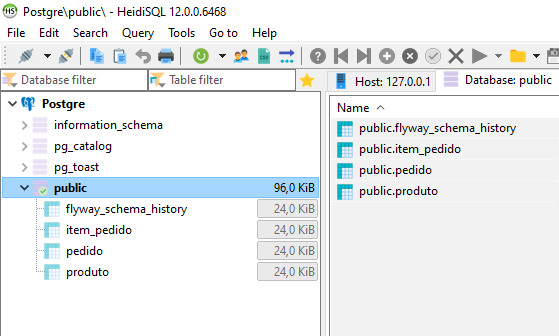 HS Postgre\public\ - HeidiSQL 12.0.0.6468
File Edit Search Query Tools Go to Help
Database filter
Table filter
Host: 127.0.0.1
Database: public
Postgre
information_schema
pg_catalog
pg_toast
public 96,0 KiB
flyway_schema_history 24,0 KiB
item_pedido 24,0 KiB
pedido 24,0 KiB
produto 24,0 KiB
Name
public.flyway_schema_history
public.item_pedido
public.pedido
public.produto